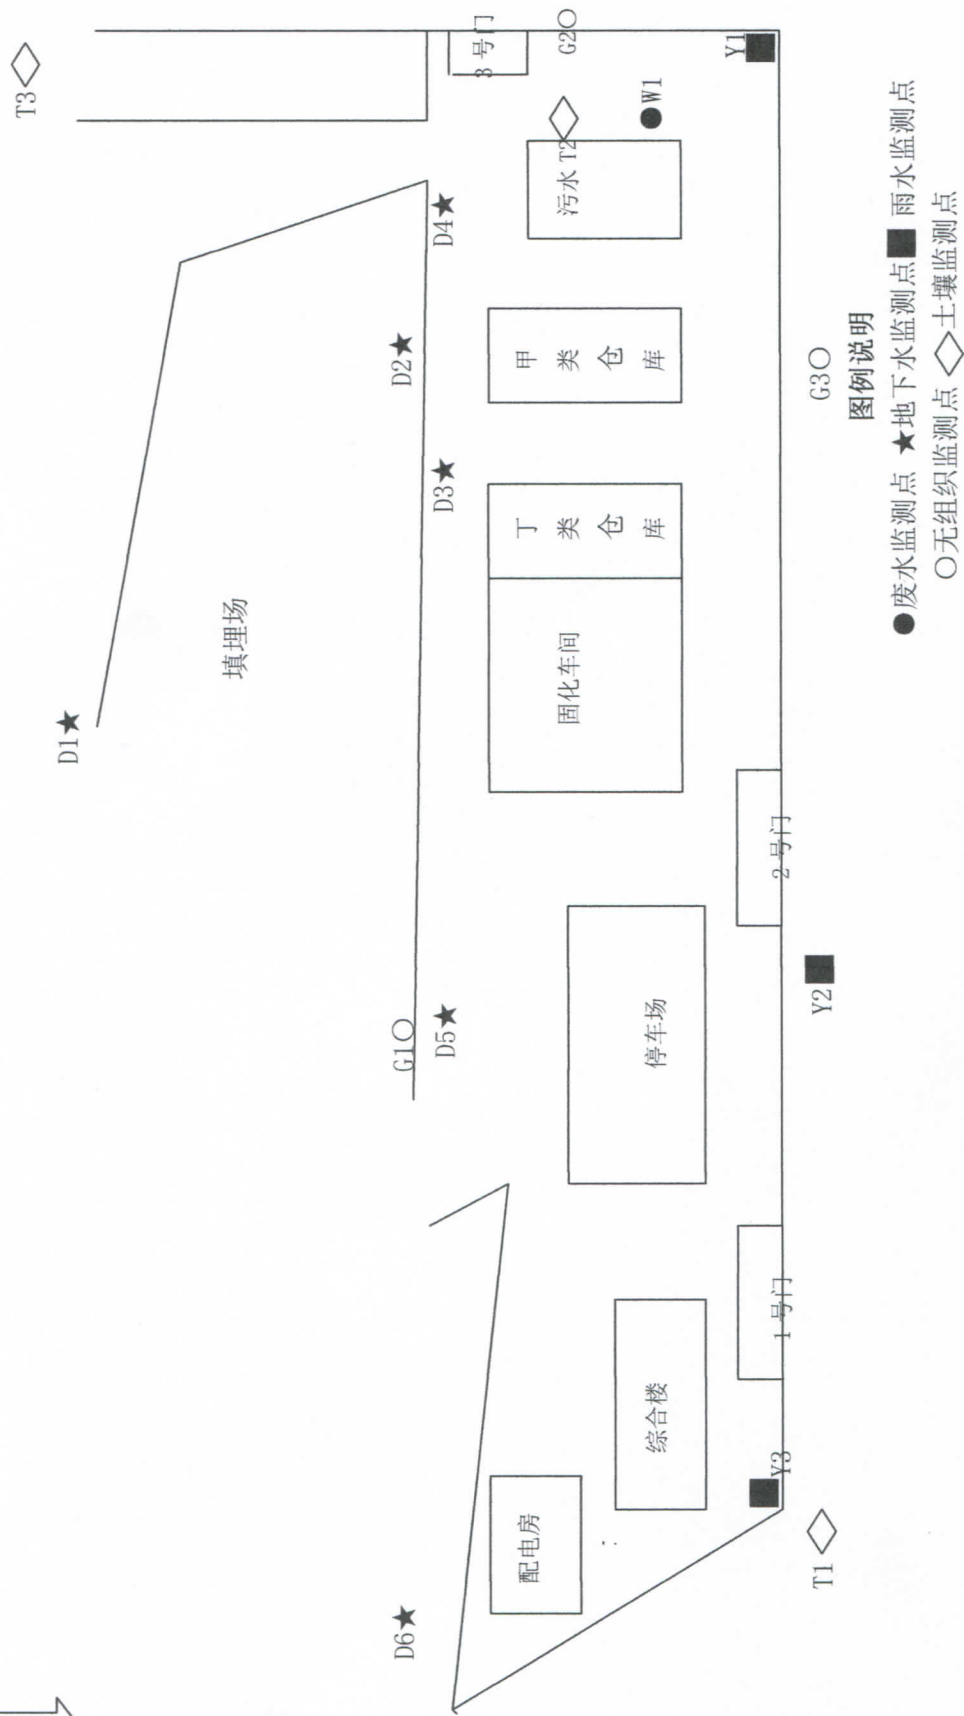 T3
D1
填埋场
D6
G1
D5
D2
D3
D4
3 号门
G2
配电房
综合楼
停车场
固化车间
丁类仓库
甲类仓库
污水 T2
W1
Y3
1 号门
2 号门
Y1
T1
Y2
G3
图例说明
●废水监测点 ★地下水监测点■ 雨水监测点
○无组织监测点 ◇土壤监测点